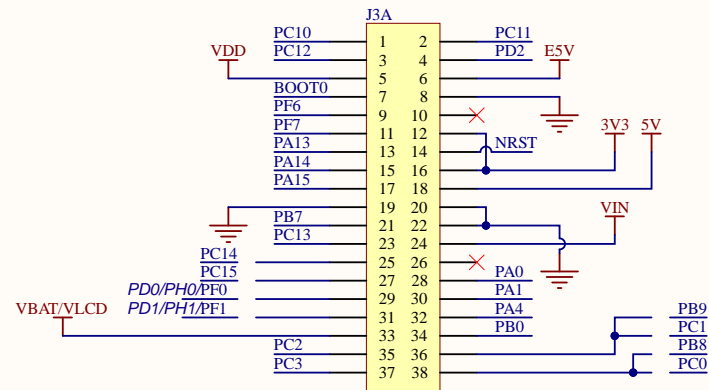 J3A
PC10 1 2 PC11
PC12 3 4 PD2
VDD 5 6 E5V
BOOT0 7 8
PF6 9 10
PF7 11 12 3V3 5V
PA13 13 14 NRST
PA14 15 16
PA15 17 18
19 20
PB7 21 22 VIN
PC13 23 24
PC14 25 26
PC15 27 28 PA0
PD0/PH0/PF0 29 30 PA1
PD1/PH1/PF1 31 32 PA4
VBAT/VLCD 33 34 PB0 PB9
PC1
PC2 35 36 PB8
PC3 37 38 PC0